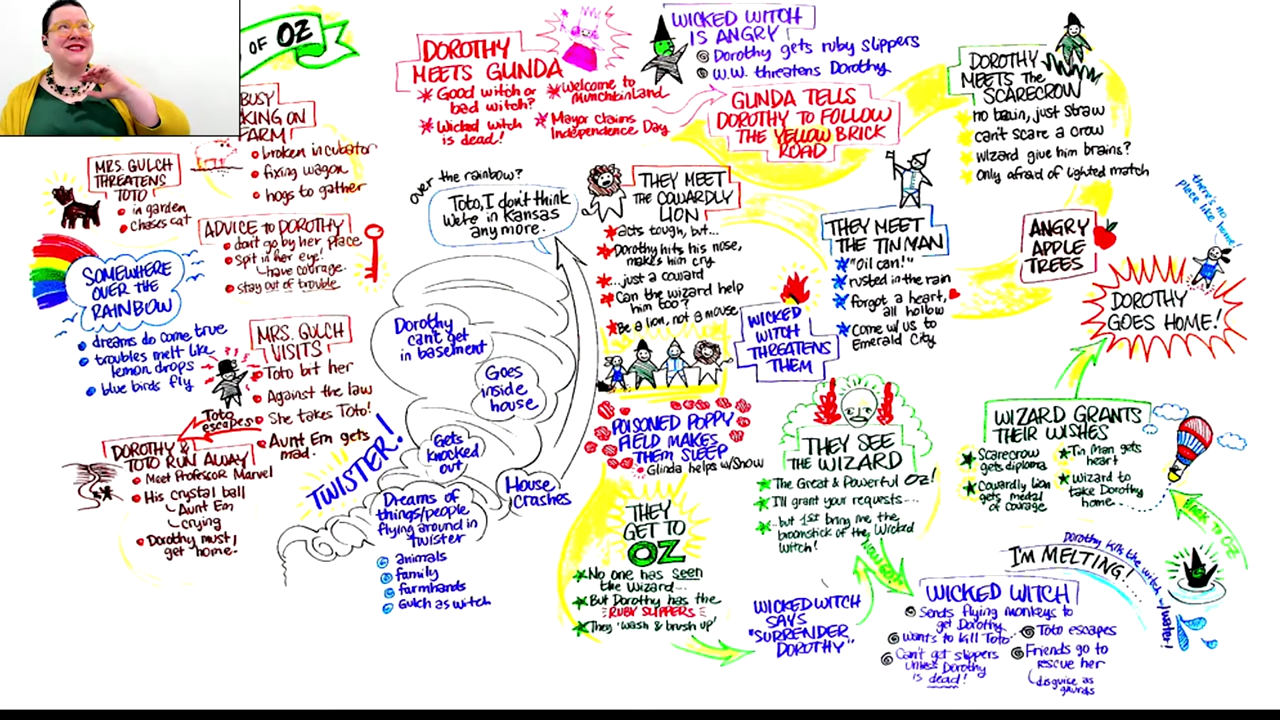 OF OZ
BUSY
KING ON
FARM
broken incubator
fixing wagon
hogs to gather
MRS. GULCH
THREATENS
TOTO
in garden
chases cat
ADVICE to DOROTHY
don't go by her place
Spit in her eye!
have courage.
stay out of trouble
SOMEWHERE
OVER THE
RAINBOW
dreams do come true
troubles melt like
lemon drops
blue birds fly
MRS. GULCH
VISITS
Toto bit her
Against the law
She takes Toto!
Aunt Em gets
mad.
Toto
escapes
DOROTHY &
TOTO RUN AWAY
Meet Professor Marvel
His crystal ball
Aunt Em
crying
Dorothy must
get home!
TWISTER!
Dorothy
can't get
in basement
Goes
inside
house
Gets
knocked
out
Dreams of
things/people
flying around in
Twister
animals
family
farmhands
Gulch as witch
House
crashes
over the rainbow?
Toto, I don't think
we're in Kansas
any more.
DOROTHY
MEETS GLINDA
Good witch or
bad witch?
Wicked witch
is dead!
Welcome to
Munchkinland
Mayor claims
Independence Day
WICKED WITCH
IS ANGRY
Dorothy gets ruby slippers
W.W. threatens Dorothy
GLINDA TELLS
DOROTHY TO FOLLOW
THE YELLOW BRICK
ROAD
DOROTHY
MEETS the
SCARECROW
no brain, just straw
can't scare a crow
Wizard give him brains?
Only afraid of lighted match
ANGRY
APPLE
TREES
THEY MEET
THE TIN MAN
"Oil can!"
rusted in the rain
forgot a heart,
all hollow
Come w/ us to
Emerald City
THEY MEET
THE COWARDLY
LION
acts tough, but...
Dorothy hits his nose,
makes him cry
...just a coward
Can the wizard help
him too?
Be a lion, not a mouse
WICKED
WITCH
THREATENS
THEM
POISONED POPPY
FIELD MAKES
THEM SLEEP
Glinda helps w/snow
THEY
GET TO
OZ
No one has seen
the Wizard...
But Dorothy has the
RUBY SLIPPERS
They 'wash & brush up'
WICKED WITCH
SAYS
"SURRENDER
DOROTHY"
THEY SEE
THE WIZARD
The Great & Powerful Oz!
I'll grant your requests...
...but 1st bring me the
broomstick of the Wicked
Witch!
WICKED WITCH
Sends flying monkeys to
get Dorothy
wants to kill Toto
Can't get slippers
unless Dorothy
is dead!
Toto escapes
Friends go to
rescue her
disguise as
guards
I'M MELTING!
Dorothy kills the witch w/water!
Back to OZ
WIZARD GRANTS
THEIR WISHES
Scarecrow
gets diploma
Cowardly lion
gets medal
of courage
Tin Man gets
heart
Wizard to
take Dorothy
home...
DOROTHY
GOES HOME!
there's no
place like home!